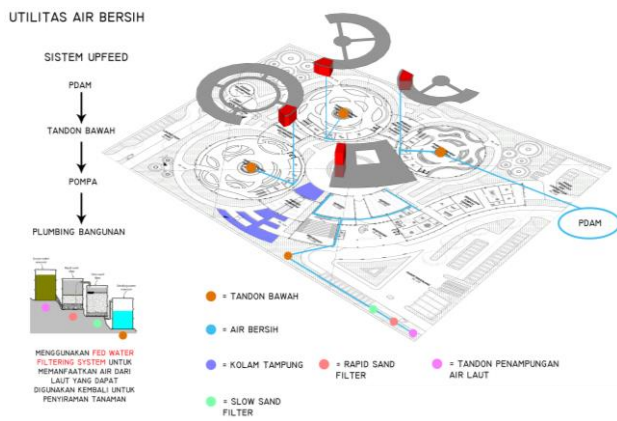 UTILITAS AIR BERSIH
SISTEM UPFEED
PDAM
TANDON BAWAH
POMPA
PLUMBING BANGUNAN
MENGGUNAKAN FED WATER
FILTERING SYSTEM UNTUK
MEMANFAATKAN AIR DARI
LAUT YANG DAPAT
DIGUNAKAN KEMBALI UNTUK
PENYIRAMAN TANAMAN
PDAM
= TANDON BAWAH
= AIR BERSIH
= KOLAM TAMPUNG
= RAPID SAND
FILTER
= TANDON PENAMPUNGAN
AIR LAUT
= SLOW SAND
FILTER